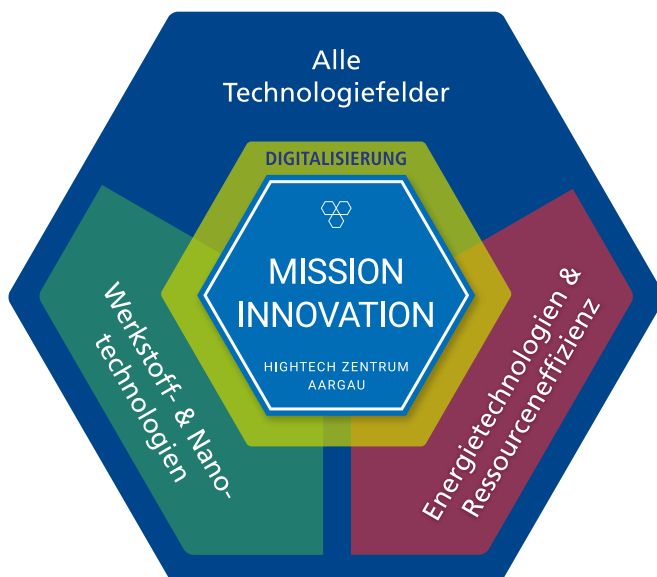 Alle
Technologiefelder
DIGITALISIERUNG
MISSION
INNOVATION
HIGHTECH ZENTRUM
AARGAU
Werkstoff- & Nano-
technologien
Energietechnologien &
Ressourceneffizienz